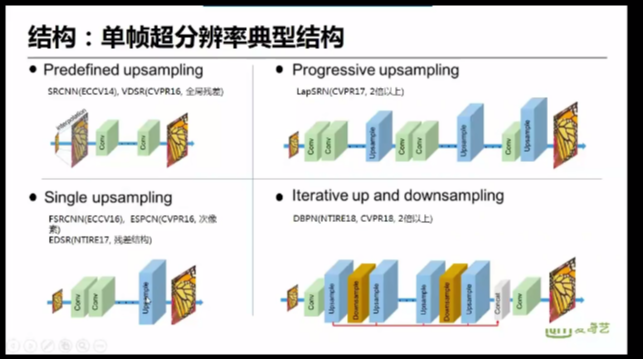 结构：单帧超分辨率典型结构
Predefined upsampling
SRCNN(ECCV14), VDSR(CVPR16, 全局残差)
Interpolation
Conv
Conv
Progressive upsampling
LapSRN(CVPR17, 2倍以上)
Conv
Conv
Upsample
Conv
Conv
Upsample
Conv
Upsample
Single upsampling
FSRCNN(ECCV16), ESPCN(CVPR16, 次像
素)
EDSR(NTIRE17, 残差结构)
Conv
Conv
Upsample
Iterative up and downsampling
DBPN(NTIRE18, CVPR18, 2倍以上)
Conv
Upsample
Downsample
Upsample
Upsample
Downsample
Upsample
Concat
Conv